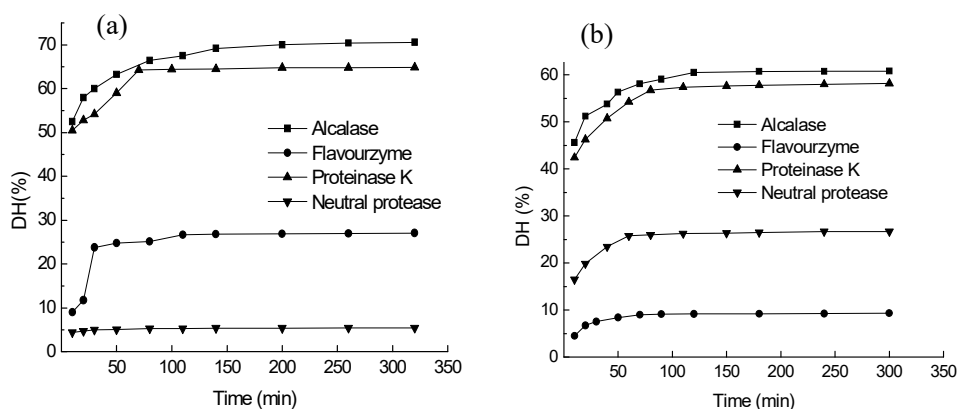 (a)
DH(%)
70
60
50
40
30
20
10
0
Alcalase
Flavourzyme
Proteinase K
Neutral protease
50 100 150 200 250 300 350
Time (min)
(b)
DH (%)
60
50
40
30
20
10
0
Alcalase
Flavourzyme
Proteinase K
Neutral protease
50 100 150 200 250 300 350
Time (min)